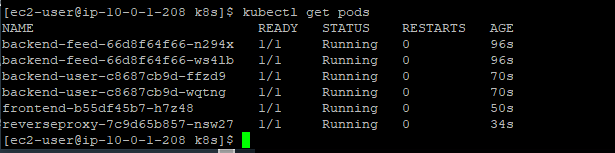 [ec2-user@ip-10-0-1-208 k8s]$ kubectl get pods
NAME READY STATUS RESTARTS AGE
backend-feed-66d8f64f66-n294x 1/1 Running 0 96s
backend-feed-66d8f64f66-ws4lb 1/1 Running 0 96s
backend-user-c8687cb9d-ffzd9 1/1 Running 0 70s
backend-user-c8687cb9d-wqtng 1/1 Running 0 70s
frontend-b55df45b7-h7z48 1/1 Running 0 50s
reverseproxy-7c9d65b857-nsw27 1/1 Running 0 34s
[ec2-user@ip-10-0-1-208 k8s]$